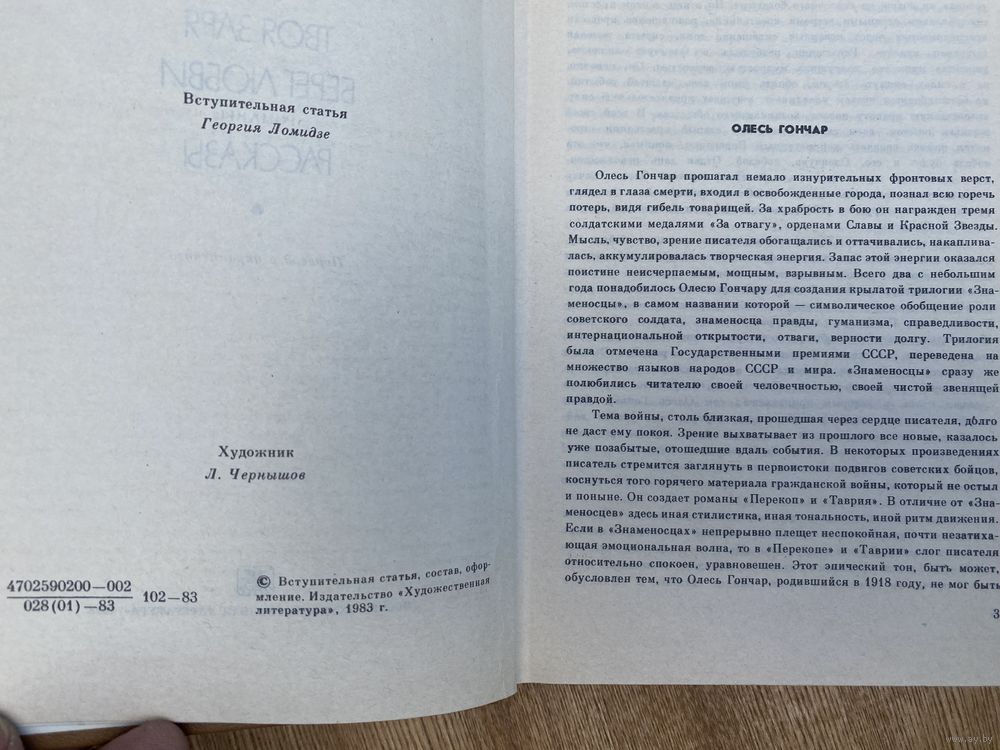 Вступительная статья
Георгия Ломидзе
Художник
Л. Чернышов
4702590200—002
028(01)—83
102—83
© Вступительная статья, состав, офор-
мление. Издательство «Художественная
литература», 1983 г.
ОЛЕСЬ ГОНЧАР
Олесь Гончар прошагал немало изнурительных фронтовых верст,
глядел в глаза смерти, входил в освобожденные города, познал всю горечь
потерь, видя гибель товарищей. За храбрость в бою он награжден тремя
солдатскими медалями «За отвагу», орденами Славы и Красной Звезды.
Мысль, чувство, зрение писателя обогащались и оттачивались, накаплива-
лась, аккумулировалась творческая энергия. Запас этой энергии оказался
поистине неисчерпаемым, мощным, взрывным. Всего два с небольшим
года понадобилось Олесю Гончару для создания крылатой трилогии «Зна-
меносцы», в самом названии которой — символическое обобщение роли
советского солдата, знаменосца правды, гуманизма, справедливости,
интернациональной открытости, отваги, верности долгу. Трилогия
была отмечена Государственными премиями СССР, переведена на
множество языков народов СССР и мира. «Знаменосцы» сразу же
полюбились читателю своей человечностью, своей чистой звенящей
правдой.
Тема войны, столь близкая, прошедшая через сердце писателя, долго
не даст ему покоя. Зрение выхватывает из прошлого все новые, казалось
уже позабытые, отошедшие вдаль события. В некоторых произведениях
писатель стремится заглянуть в первоистоки подвигов советских бойцов,
коснуться того горячего материала гражданской войны, который не остыл
и поныне. Он создает романы «Перекоп» и «Таврия». В отличие от «Зна-
меносцев» здесь иная стилистика, иная тональность, иной ритм движения.
Если в «Знаменосцах» непрерывно плещет неспокойная, почти незатиха-
ющая эмоциональная волна, то в «Перекопе» и «Таврии» слог писателя
относительно спокоен, уравновешен. Этот эпический тон, быть может,
обусловлен тем, что Олесь Гончар, родившийся в 1918 году, не мог быть
3
www.ay.by